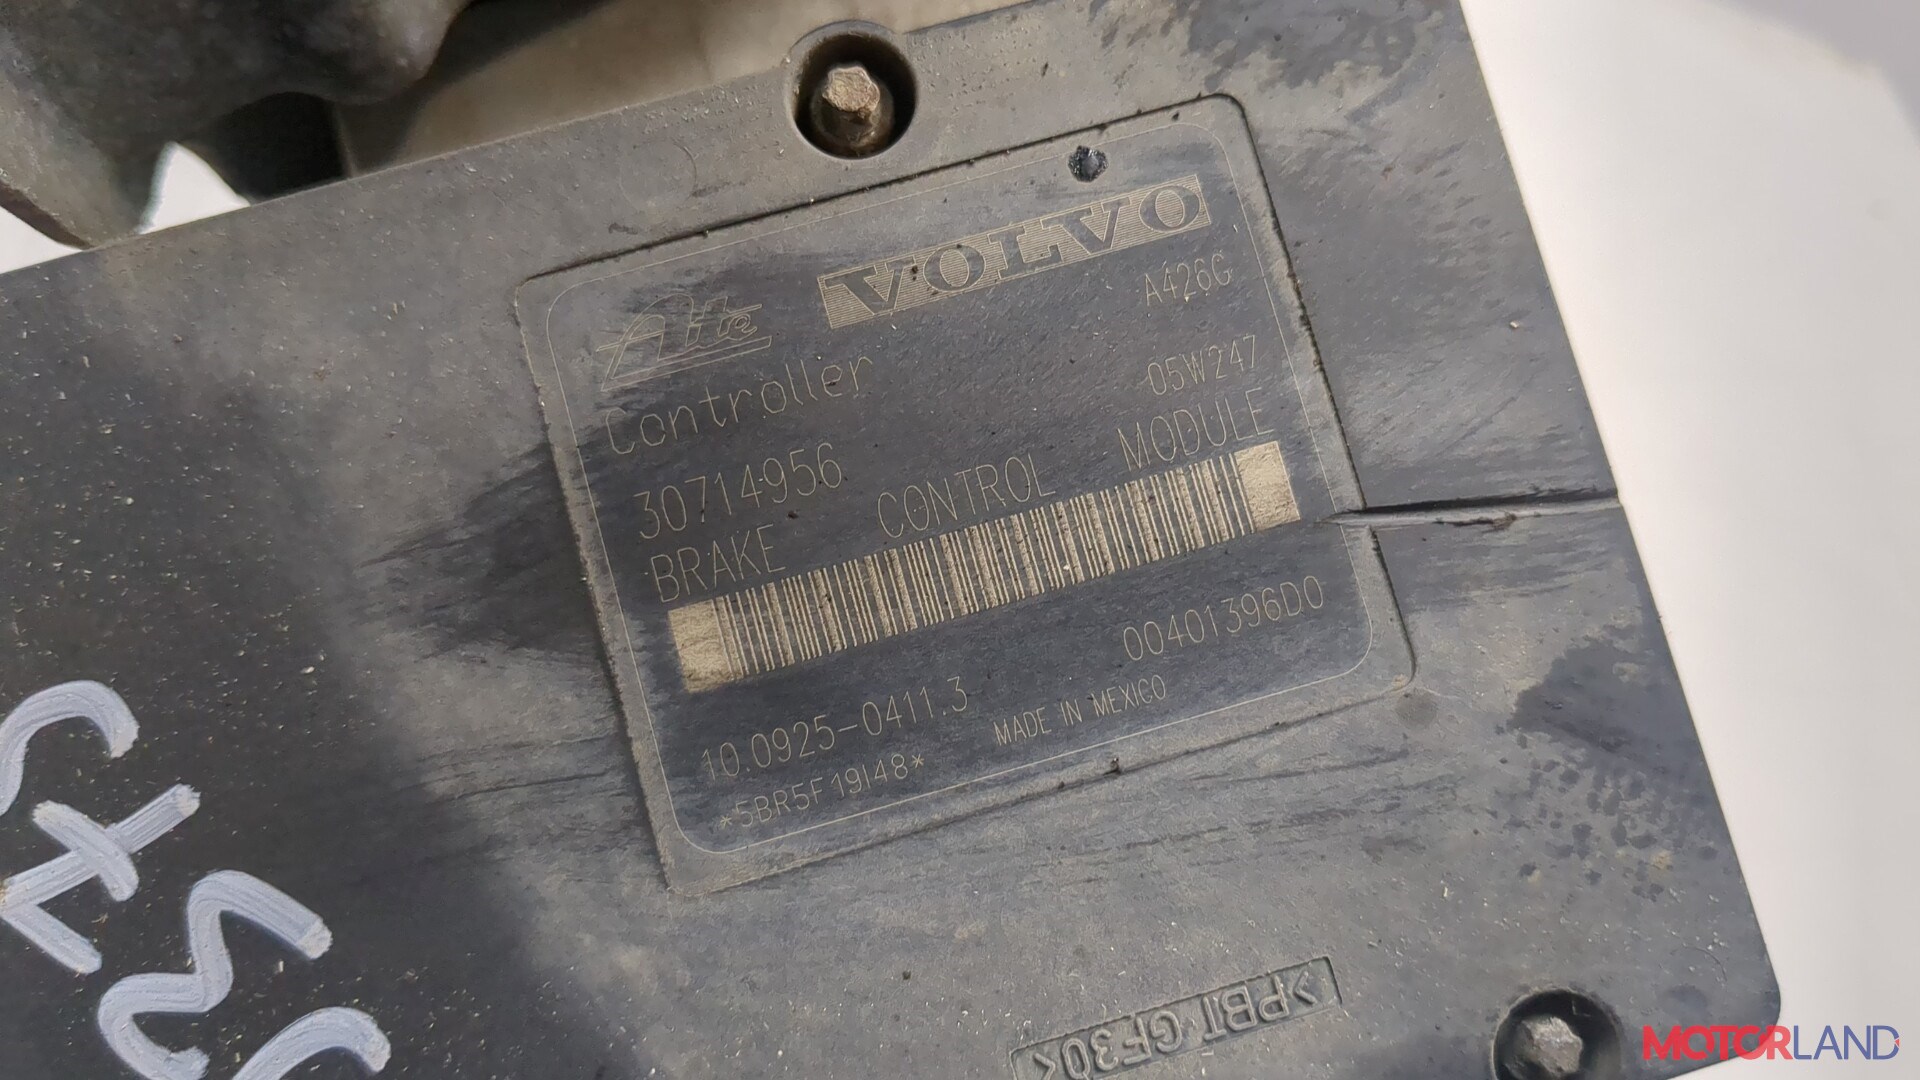 VOLVO
Ate
A426G
Controller
05W247
30714956
BRAKE CONTROL MODULE
00401396D0
10.0925-0411.3
MADE IN MEXICO
*5BR5F19I48*
>PBT GF30<
MOTORLAND